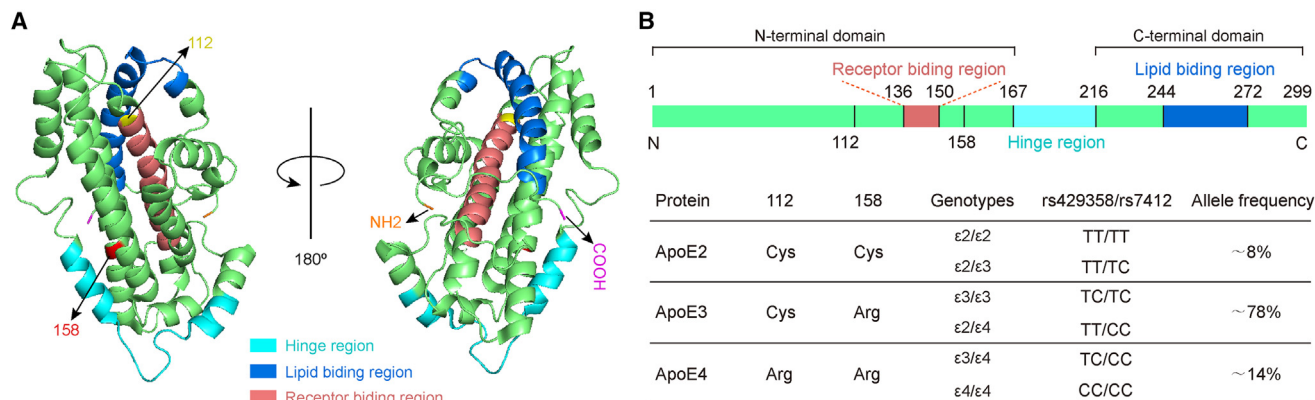 A
112
158
180º
NH2
COOH
Hinge region
Lipid biding region
Receptor biding region
B
N-terminal domain
C-terminal domain
Receptor biding region
Lipid biding region
1 136 150 167 216 244 272 299
N 112 158 Hinge region C
Protein 112 158 Genotypes rs429358/rs7412 Allele frequency
ε2/ε2 TT/TT
ApoE2 Cys Cys ~8%
ε2/ε3 TT/TC
ε3/ε3 TC/TC
ApoE3 Cys Arg ~78%
ε2/ε4 TT/CC
ε3/ε4 TC/CC
ApoE4 Arg Arg ~14%
ε4/ε4 CC/CC